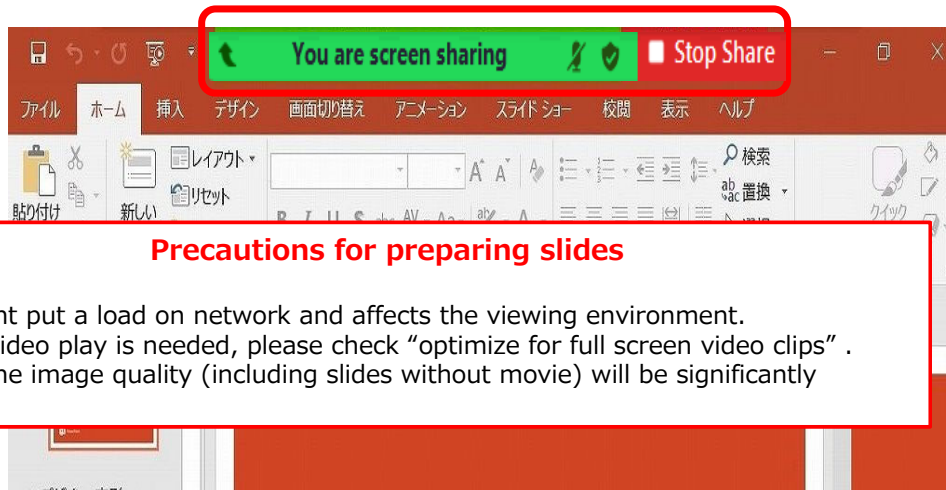 You are screen sharing Stop Share
ファイル ホーム 挿入 デザイン 画面切り替え アニメーション スライド ショー 校閲 表示 ヘルプ
レイアウト 検索
リセット 置換
貼り付け 新しい クイック
B I U S abc AV Aa A
Precautions for preparing slides
nt put a load on network and affects the viewing environment.
ideo play is needed, please check “optimize for full screen video clips” .
ne image quality (including slides without movie) will be significantly